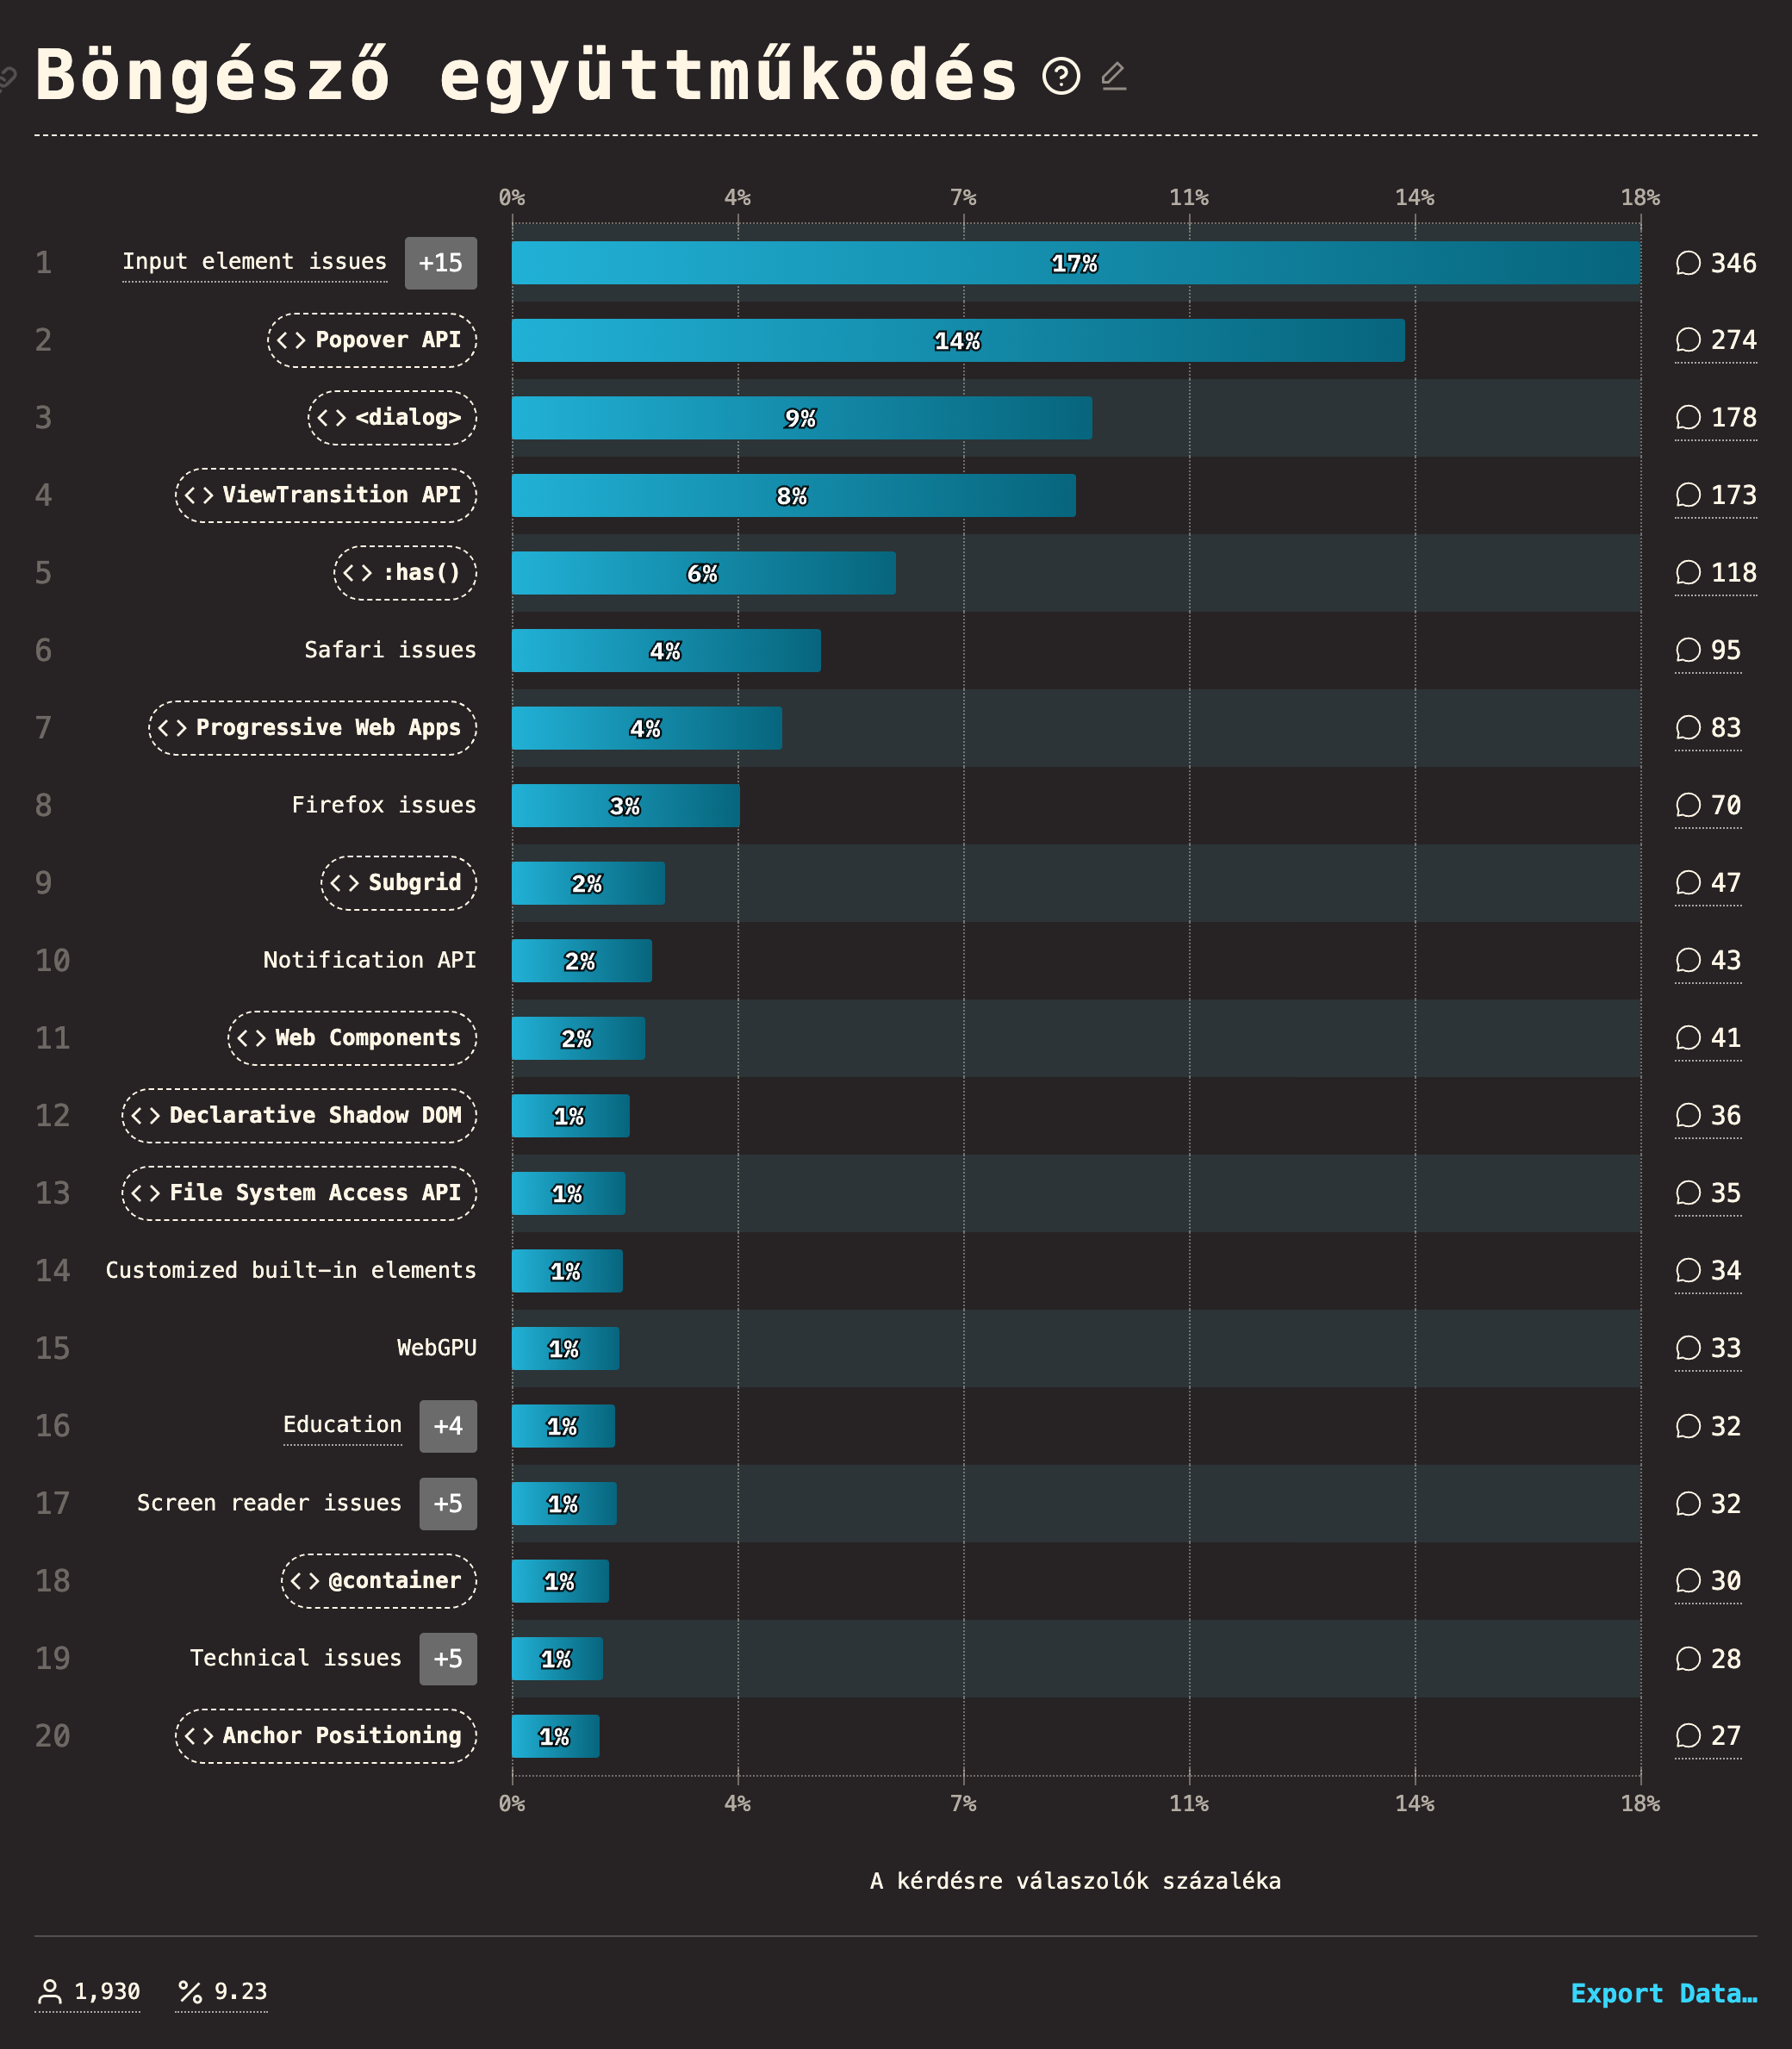 Böngésző együttműködés
0% 4% 7% 11% 14% 18%
1 Input element issues +15 17% 346
2 <> Popover API 14% 274
3 <> <dialog> 9% 178
4 <> ViewTransition API 8% 173
5 <> :has() 6% 118
6 Safari issues 4% 95
7 <> Progressive Web Apps 4% 83
8 Firefox issues 3% 70
9 <> Subgrid 2% 47
10 Notification API 2% 43
11 <> Web Components 2% 41
12 <> Declarative Shadow DOM 1% 36
13 <> File System Access API 1% 35
14 Customized built-in elements 1% 34
15 WebGPU 1% 33
16 Education +4 1% 32
17 Screen reader issues +5 1% 32
18 <> @container 1% 30
19 Technical issues +5 1% 28
20 <> Anchor Positioning 1% 27
0% 4% 7% 11% 14% 18%
A kérdésre válaszolók százaléka
1,930 % 9.23 Export Data…